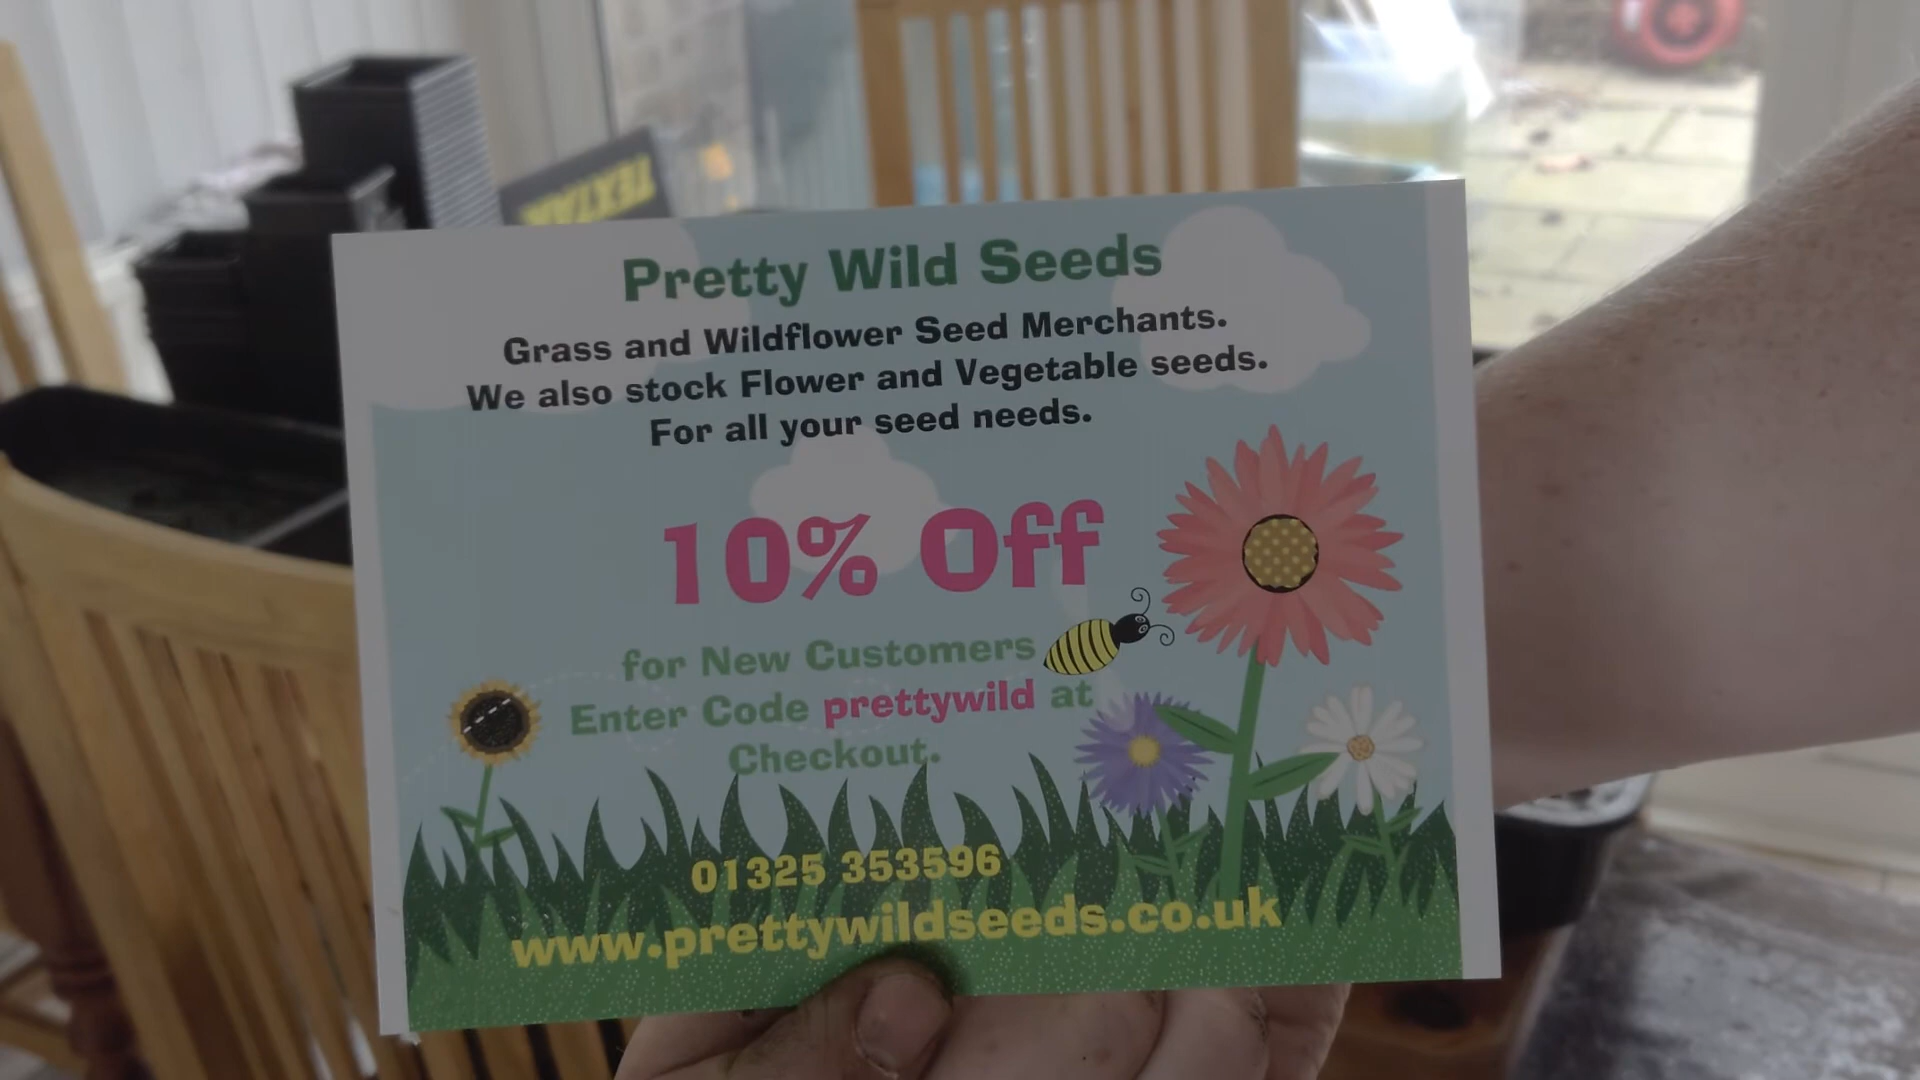 TEXTAR
Pretty Wild Seeds
Grass and Wildflower Seed Merchants.
We also stock Flower and Vegetable seeds.
For all your seed needs.
10% Off
for New Customers
Enter Code prettywild at
Checkout.
01325 353596
www.prettywildseeds.co.uk